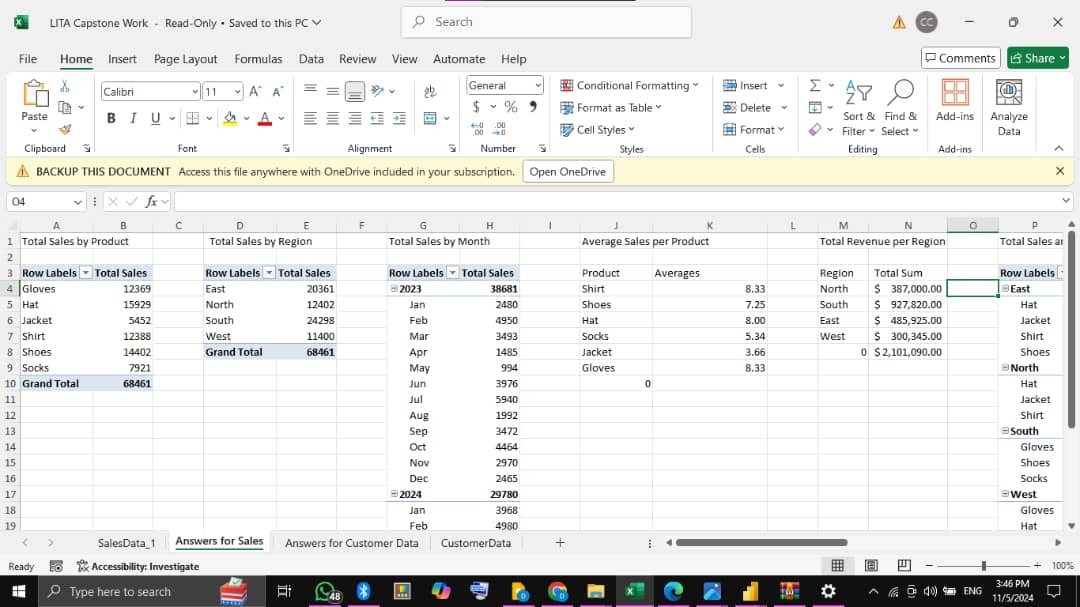 LITA Capstone Work - Read-Only • Saved to this PC
Search
CC
File Home Insert Page Layout Formulas Data Review View Automate Help
Comments Share
Paste
Calibri 11 A A
B I U A
ab
General
$ % 9
.00 .00
Conditional Formatting
Format as Table
Cell Styles
Insert
Delete
Format
Sort & Filter
Find & Select
Add-ins
Analyze Data
Clipboard Font Alignment Number Styles Cells Editing Add-ins
BACKUP THIS DOCUMENT Access this file anywhere with OneDrive included in your subscription. Open OneDrive
O4 fx
A B C D E F G H I J K L M N O P
1 Total Sales by Product Total Sales by Region Total Sales by Month Average Sales per Product Total Revenue per Region Total Sales ar
2
3 Row Labels Total Sales Row Labels Total Sales Row Labels Total Sales Product Averages Region Total Sum Row Labels
4 Gloves 12369 East 20361 2023 38681 Shirt 8.33 North $ 387,000.00 East
5 Hat 15929 North 12402 Jan 2480 Shoes 7.25 South $ 927,820.00 Hat
6 Jacket 5452 South 24298 Feb 4950 Hat 8.00 East $ 485,925.00 Jacket
7 Shirt 12388 West 11400 Mar 3493 Socks 5.34 West $ 300,345.00 Shirt
8 Shoes 14402 Grand Total 68461 Apr 1485 Jacket 3.66 0 $ 2,101,090.00 Shoes
9 Socks 7921 May 994 Gloves 8.33 North
10 Grand Total 68461 Jun 3976 0 Hat
11 Jul 5940 Jacket
12 Aug 1992 Shirt
13 Sep 3472 South
14 Oct 4464 Gloves
15 Nov 2970 Shoes
16 Dec 2465 Socks
17 2024 29780 West
18 Jan 3968 Gloves
19 Feb 4980 Hat
SalesData_1 Answers for Sales Answers for Customer Data CustomerData
Ready Accessibility: Investigate 100%
Type here to search 48 ENG 3:46 PM
11/5/2024